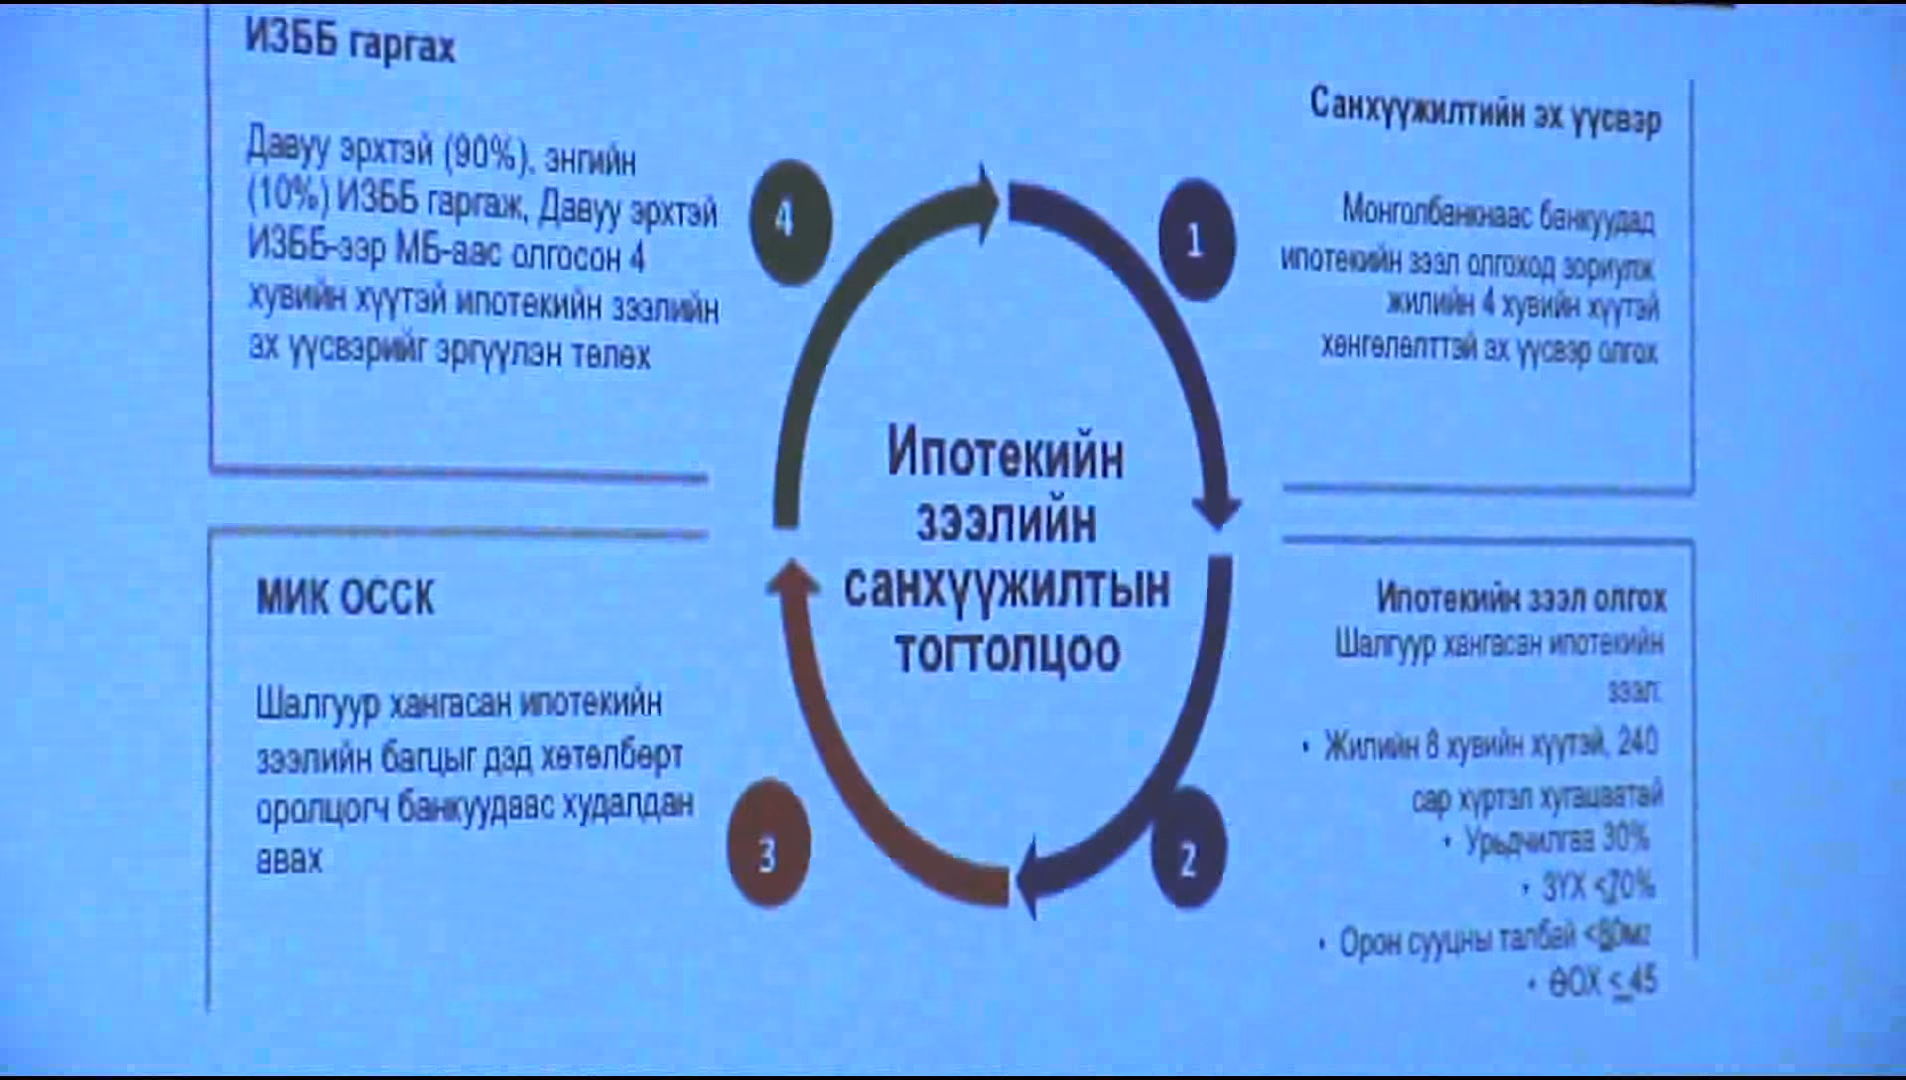 ИЗББ гаргах
Давуу эрхтэй (90%), энгийн
(10%) ИЗББ гаргаж, Давуу эрхтэй
ИЗББ-ээр МБ-аас олгосон 4
хувийн хүүтэй ипотекийн зээлийн
эх үүсвэрийг эргүүлэн төлөх
4
1
Санхүүжилтийн эх үүсвэр
Монголбанкнаас банкуудад
ипотекийн зээл олгоход зориулж
жилийн 4 хувийн хүүтэй
хөнгөлөлттэй эх үүсвэр олгох
Ипотекийн
зээлийн
санхүүжилтын
тогтолцоо
МИК ОССК
Шалгуур хангасан ипотекийн
зээлийн багцыг дэд хөтөлбөрт
оролцогч банкуудаас худалдан
авах
3
2
Ипотекийн зээл олгох
Шалгуур хангасан ипотекийн
зээл:
• Жилийн 8 хувийн хүүтэй, 240
сар хүртэл хугацаатай
• Урьдчилгаа 30%
• ЗҮХ <70%
• Орон сууцны талбай <80м2
• ӨОХ < 45